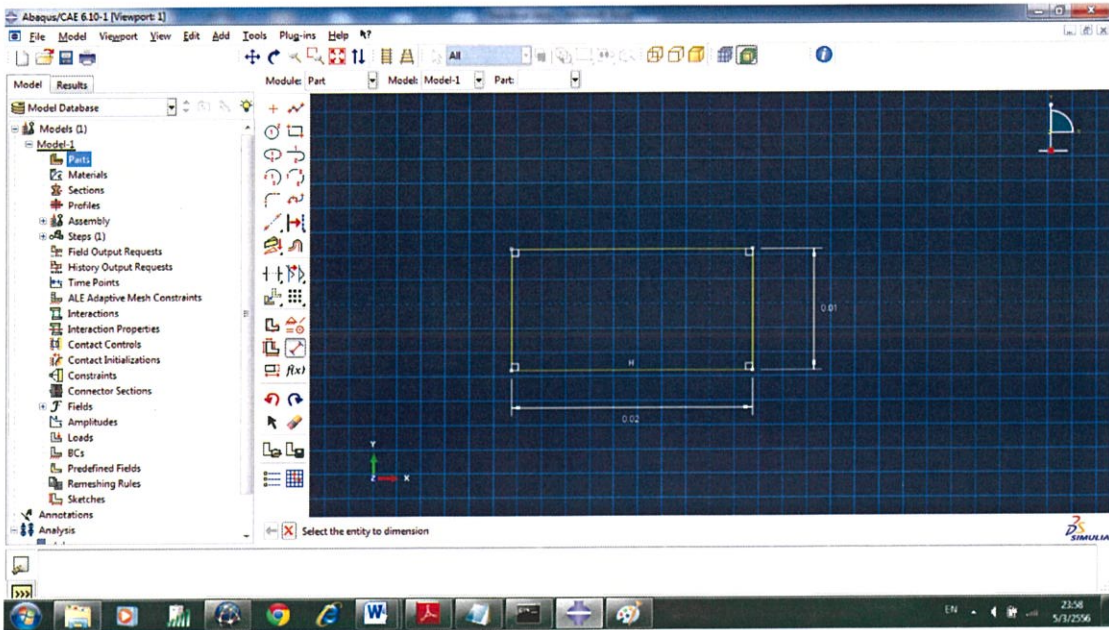 Abaqus/CAE 6.10-1 [Viewport: 1]
File Model Viewport View Edit Add Tools Plug-ins Help
All
Model Results
Module: Part Model: Model-1 Part:
Model Database
Models (1)
Model-1
Parts
Materials
Sections
Profiles
Assembly
Steps (1)
Field Output Requests
History Output Requests
Time Points
ALE Adaptive Mesh Constraints
Interactions
Interaction Properties
Contact Controls
Contact Initializations
Constraints
Connector Sections
Fields
Amplitudes
Loads
BCs
Predefined Fields
Remeshing Rules
Sketches
Annotations
Analysis
f(x)
0.01
H
0.02
Y
Z X
Select the entity to dimension
SIMULIA
>>>
EN
23:58
5/3/2556